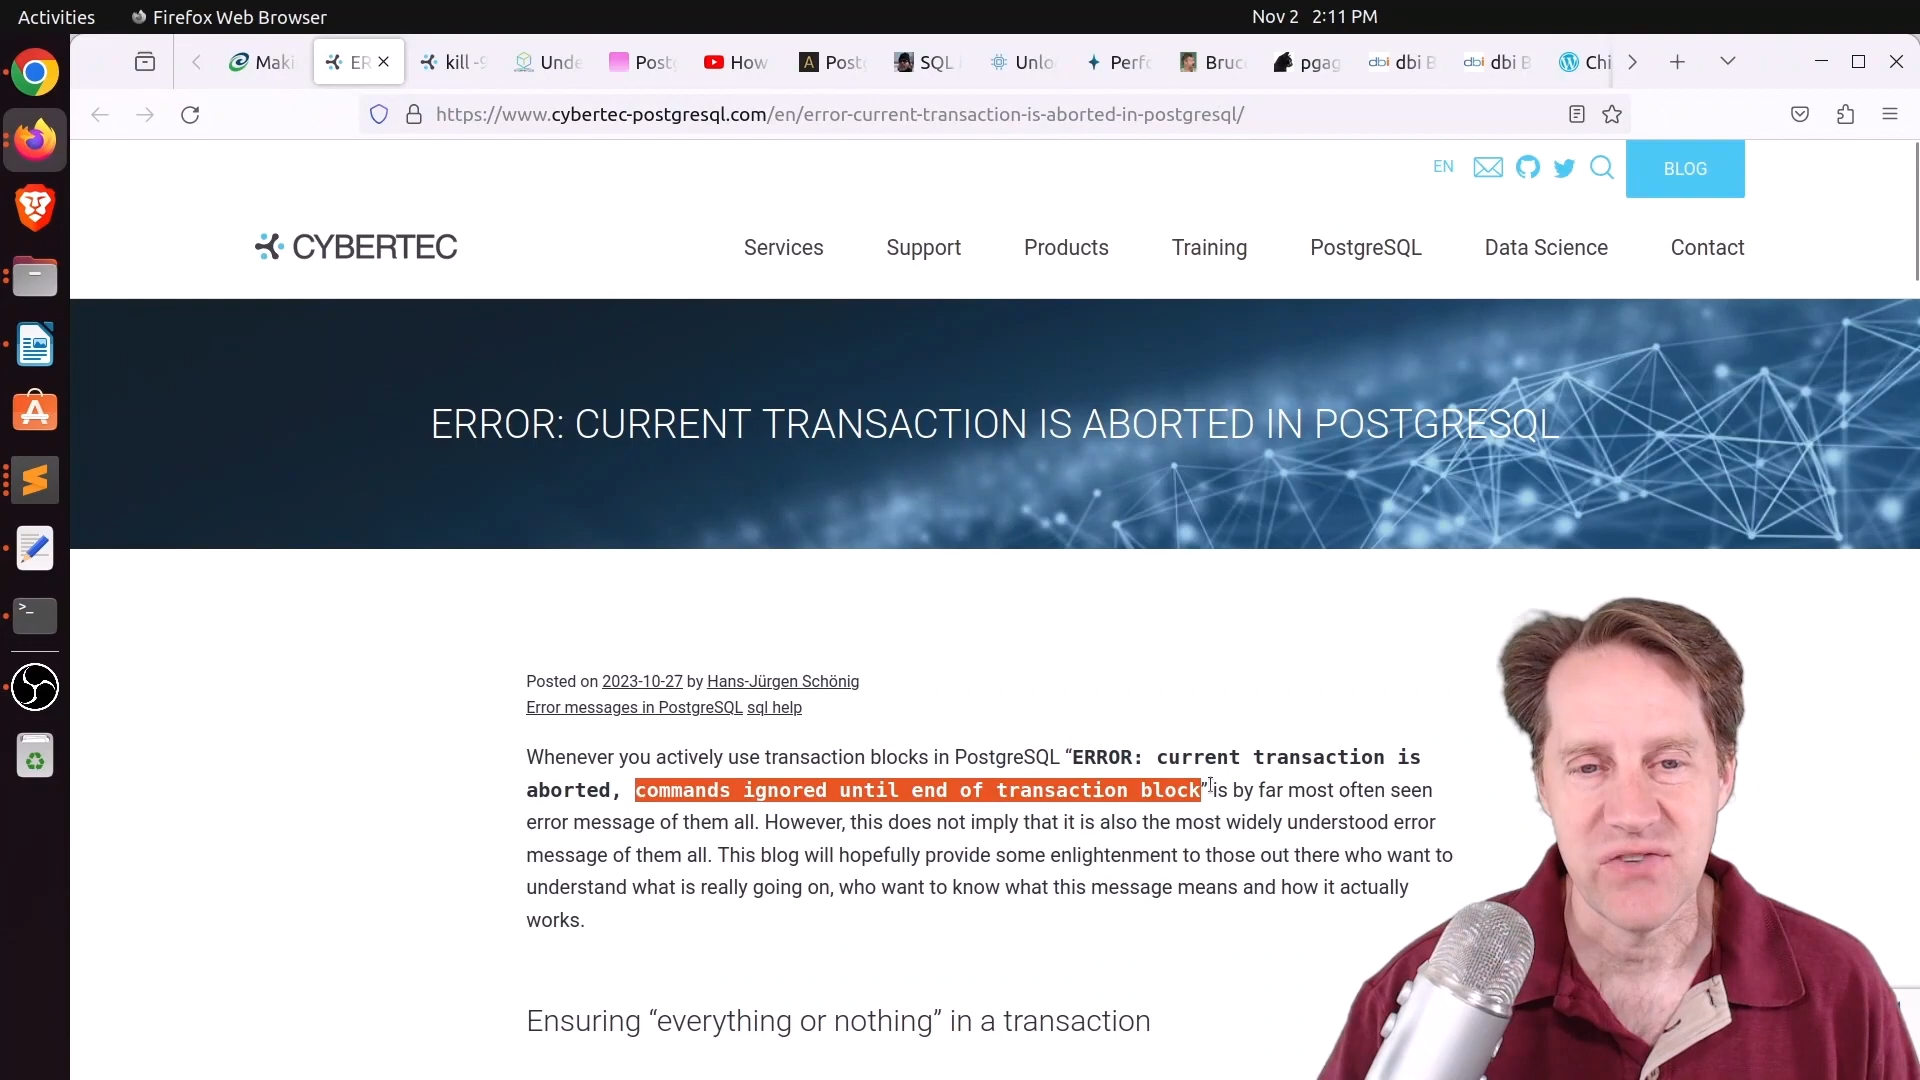 Activities
Firefox Web Browser
Nov 2 2:11 PM
Maki
ER
kill -9
Unde
Post
How
Post
SQL
Unlo
Perfo
Bruc
pgag
dbi B
dbi B
Chi
https://www.cybertec-postgresql.com/en/error-current-transaction-is-aborted-in-postgresql/
EN
BLOG
CYBERTEC
Services
Support
Products
Training
PostgreSQL
Data Science
Contact
ERROR: CURRENT TRANSACTION IS ABORTED IN POSTGRESQL
Posted on 2023-10-27 by Hans-Jürgen Schönig
Error messages in PostgreSQL sql help
Whenever you actively use transaction blocks in PostgreSQL “ERROR: current transaction is
aborted, commands ignored until end of transaction block” is by far most often seen
error message of them all. However, this does not imply that it is also the most widely understood error
message of them all. This blog will hopefully provide some enlightenment to those out there who want to
understand what is really going on, who want to know what this message means and how it actually
works.
Ensuring “everything or nothing” in a transaction